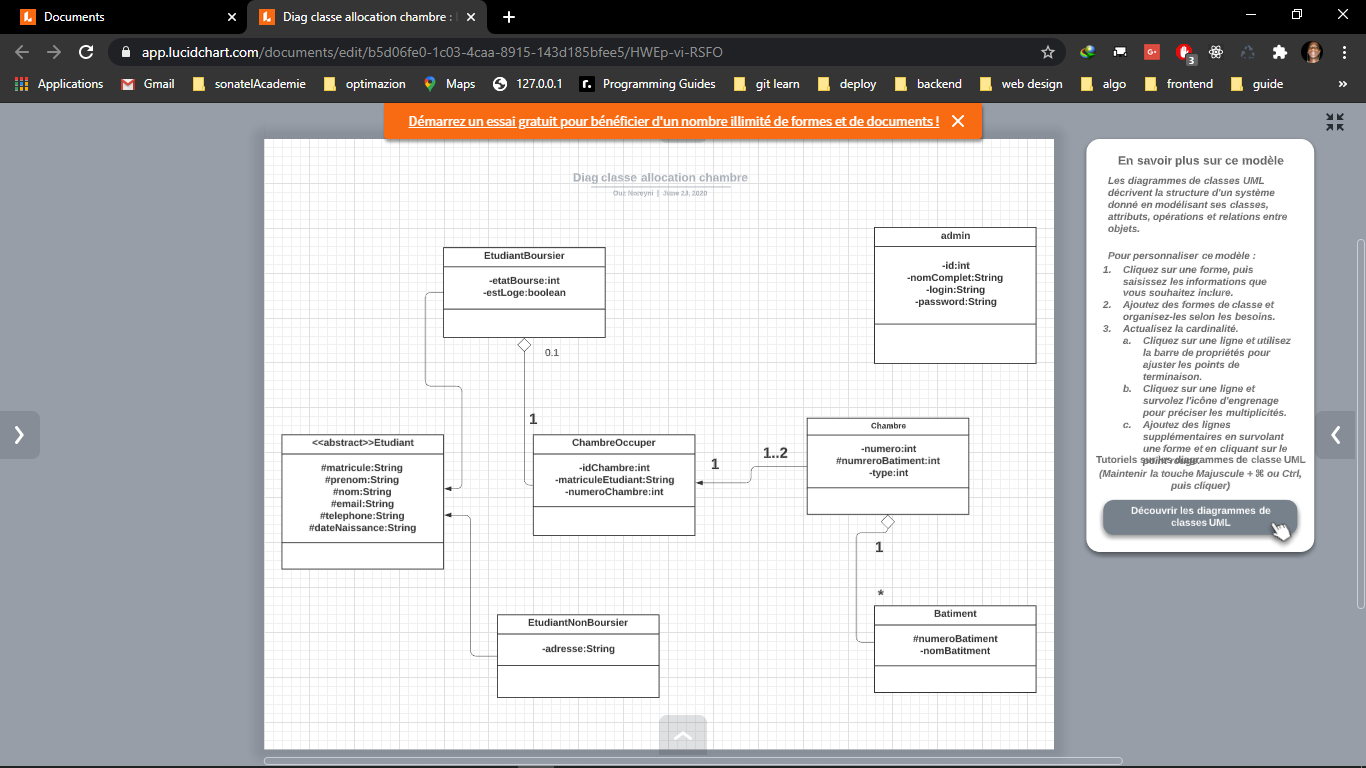 Documents
Diag classe allocation chambre :
app.lucidchart.com/documents/edit/b5d06fe0-1c03-4caa-8915-143d185bfee5/HWEp-vi-RSFO
3
Applications
Gmail
sonatelAcademie
optimazion
Maps
127.0.0.1
Programming Guides
git learn
deploy
backend
web design
algo
frontend
guide
»
Démarrez un essai gratuit pour bénéficier d'un nombre illimité de formes et de documents !
Diag classe allocation chambre
Ouz Noreyni | June 23, 2020
EtudiantBoursier
-etatBourse:int
-estLoge:boolean
0.1
1
admin
-id:int
-nomComplet:String
-login:String
-password:String
<<abstract>>Etudiant
#matricule:String
#prenom:String
#nom:String
#email:String
#telephone:String
#dateNaissance:String
ChambreOccuper
-idChambre:int
-matriculeEtudiant:String
-numeroChambre:int
1
1..2
Chambre
-numero:int
#numreroBatiment:int
-type:int
1
*
EtudiantNonBoursier
-adresse:String
Batiment
#numeroBatiment
-nomBatitment
En savoir plus sur ce modèle
Les diagrammes de classes UML
décrivent la structure d'un système
donné en modélisant ses classes,
attributs, opérations et relations entre
objets.
Pour personnaliser ce modèle :
1. Cliquez sur une forme, puis
saisissez les informations que
vous souhaitez inclure.
2. Ajoutez des formes de classe et
organisez-les selon les besoins.
3. Actualisez la cardinalité.
a. Cliquez sur une ligne et utilisez
la barre de propriétés pour
ajuster les points de
terminaison.
b. Cliquez sur une ligne et
survolez l'icône d'engrenage
pour préciser les multiplicités.
c. Ajoutez des lignes
supplémentaires en survolant
une forme et en cliquant sur le
point rouge.
Tutoriels sur les diagrammes de classe UML
(Maintenir la touche Majuscule + ⌘ ou Ctrl,
puis cliquer)
Découvrir les diagrammes de
classes UML